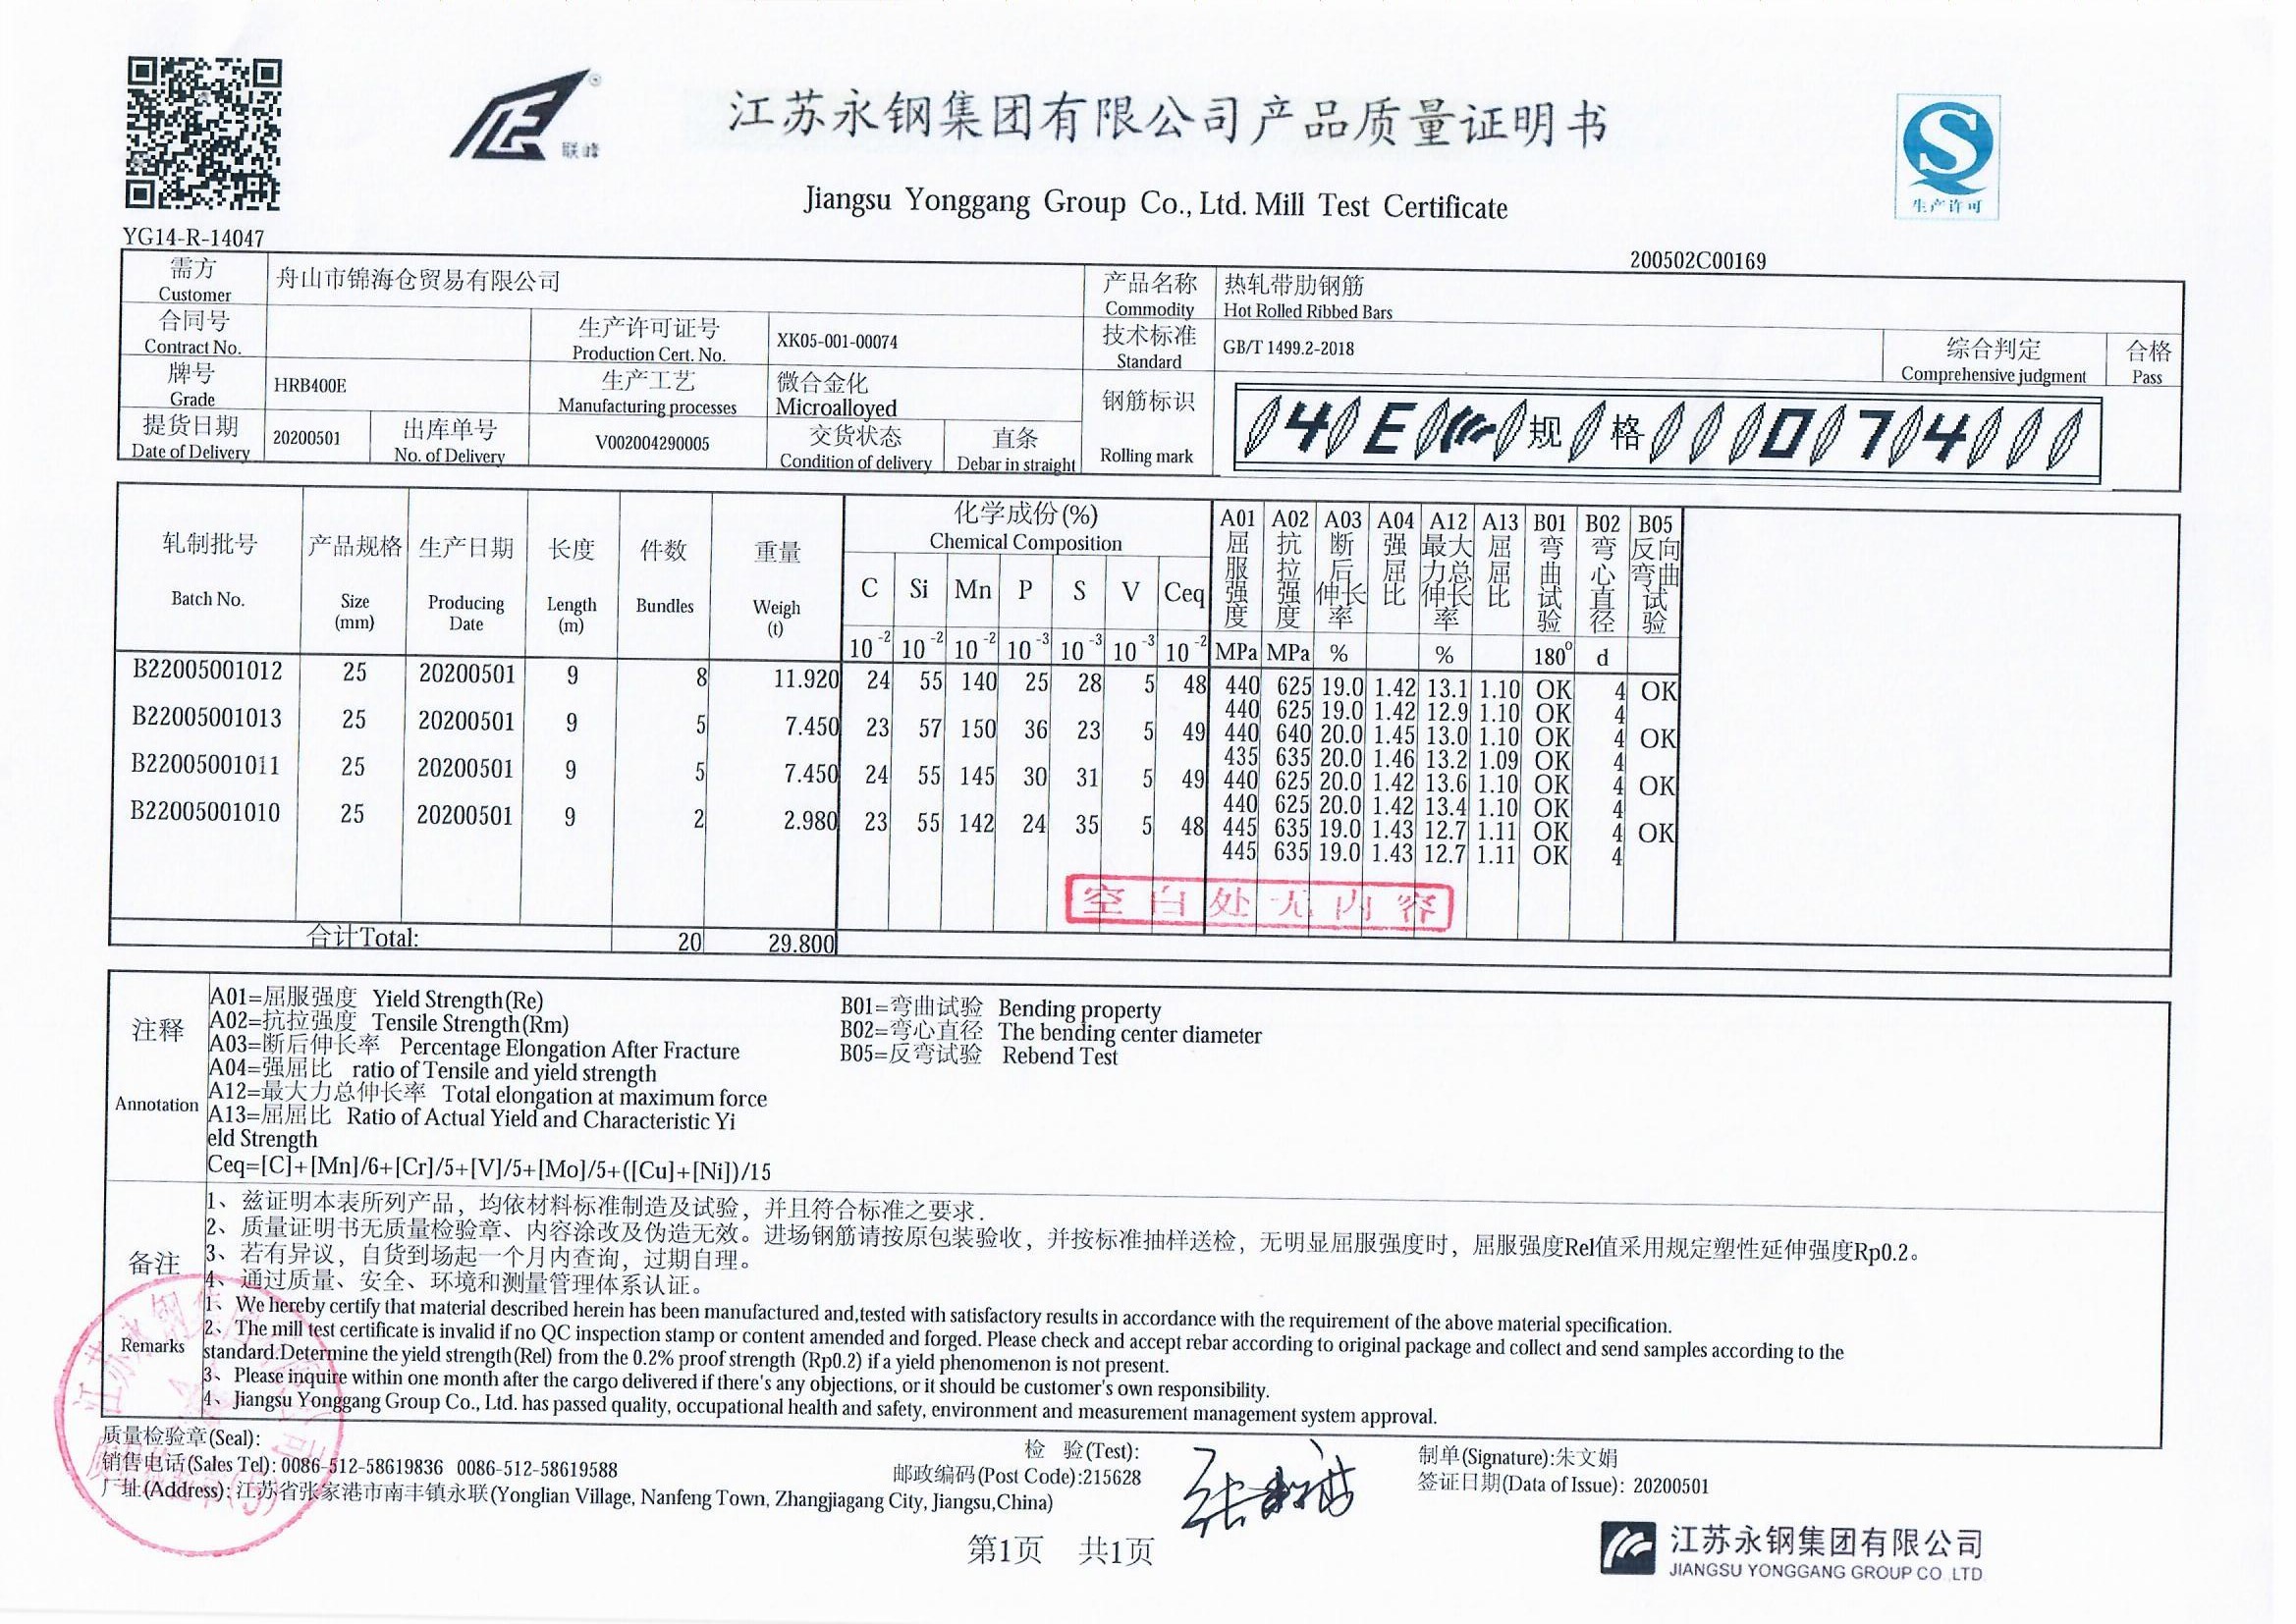 联峰
江苏永钢集团有限公司产品质量证明书
Jiangsu Yonggang Group Co., Ltd. Mill Test Certificate
生产许可
YG14-R-14047
200502C00169
需方 Customer 舟山市锦海仓贸易有限公司 产品名称 Commodity 热轧带肋钢筋 Hot Rolled Ribbed Bars
合同号 Contract No. 生产许可证号 Production Cert. No. XK05-001-00074 技术标准 Standard GB/T 1499.2-2018 综合判定 Comprehensive judgment 合格 Pass
牌号 Grade HRB400E 生产工艺 Manufacturing processes 微合金化 Microalloyed 钢筋标识 Rolling mark 4 E 规 格 0 7 4
提货日期 Date of Delivery 20200501 出库单号 No. of Delivery V002004290005 交货状态 Condition of delivery 直条 Debar in straight
轧制批号 Batch No. 产品规格 Size (mm) 生产日期 Producing Date 长度 Length (m) 件数 Bundles 重量 Weigh (t) 化学成份(%) Chemical Composition A01 屈服强度 A02 抗拉强度 A03 断后伸长率 A04 强屈比 A12 最大力总伸长率 A13 屈屈比 B01 弯曲试验 B02 弯心直径 B05 反向弯曲试验
C Si Mn P S V Ceq
10-2 10-2 10-2 10-3 10-3 10-3 10-2 MPa MPa % % 180° d
B22005001012 25 20200501 9 8 11.920 24 55 140 25 28 5 48 440 625 19.0 1.42 13.1 1.10 OK 4 OK
440 625 19.0 1.42 12.9 1.10 OK 4
B22005001013 25 20200501 9 5 7.450 23 57 150 36 23 5 49 440 640 20.0 1.45 13.0 1.10 OK 4 OK
435 635 20.0 1.46 13.2 1.09 OK 4
B22005001011 25 20200501 9 5 7.450 24 55 145 30 31 5 49 440 625 20.0 1.42 13.6 1.10 OK 4 OK
440 625 20.0 1.42 13.4 1.10 OK 4
B22005001010 25 20200501 9 2 2.980 23 55 142 24 35 5 48 445 635 19.0 1.43 12.7 1.11 OK 4 OK
445 635 19.0 1.43 12.7 1.11 OK 4
空白处无内容
合计Total: 20 29.800
注释 Annotation
A01=屈服强度 Yield Strength(Re) B01=弯曲试验 Bending property
A02=抗拉强度 Tensile Strength(Rm) B02=弯心直径 The bending center diameter
A03=断后伸长率 Percentage Elongation After Fracture B05=反弯试验 Rebend Test
A04=强屈比 ratio of Tensile and yield strength
A12=最大力总伸长率 Total elongation at maximum force
A13=屈屈比 Ratio of Actual Yield and Characteristic Yi
eld Strength
Ceq=[C]+[Mn]/6+[Cr]/5+[V]/5+[Mo]/5+([Cu]+[Ni])/15
备注 Remarks
1、兹证明本表所列产品，均依材料标准制造及试验，并且符合标准之要求.
2、质量证明书无质量检验章、内容涂改及伪造无效。进场钢筋请按原包装验收，并按标准抽样送检，无明显屈服强度时，屈服强度Rel值采用规定塑性延伸强度Rp0.2。
3、若有异议，自货到场起一个月内查询，过期自理。
4、通过质量、安全、环境和测量管理体系认证。
1、We hereby certify that material described herein has been manufactured and,tested with satisfactory results in accordance with the requirement of the above material specification.
2、The mill test certificate is invalid if no QC inspection stamp or content amended and forged. Please check and accept rebar according to original package and collect and send samples according to the
standard.Determine the yield strength(Rel) from the 0.2% proof strength (Rp0.2) if a yield phenomenon is not present.
3、Please inquire within one month after the cargo delivered if there's any objections, or it should be customer's own responsibility.
4、Jiangsu Yonggang Group Co., Ltd. has passed quality, occupational health and safety, environment and measurement management system approval.
质量检验章(Seal): 检 验(Test): 制单(Signature):朱文娟
销售电话(Sales Tel): 0086-512-58619836 0086-512-58619588 邮政编码(Post Code):215628 签证日期(Data of Issue): 20200501
厂址(Address): 江苏省张家港市南丰镇永联(Yonglian Village, Nanfeng Town, Zhangjiagang City, Jiangsu,China)
第1页 共1页
江苏永钢集团有限公司
JIANGSU YONGGANG GROUP CO.,LTD.